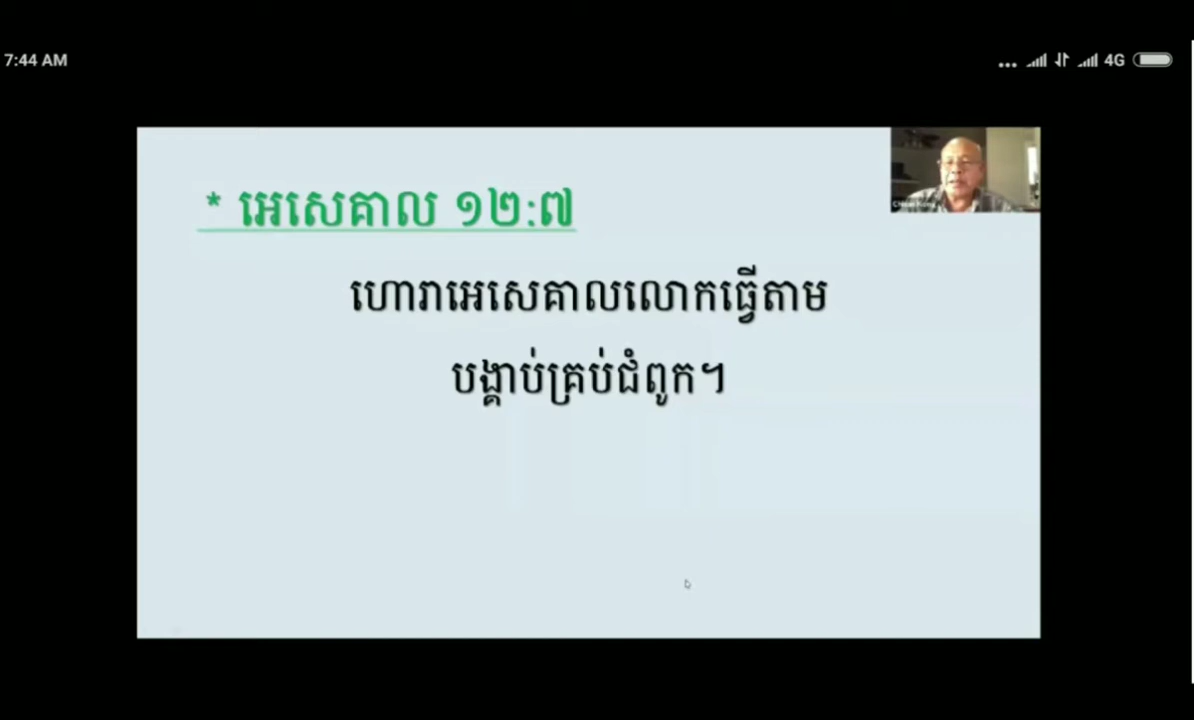 7:44 AM
4G
* អេសេគាល ១២:៧
ហោរាអេសេគាលលោកធ្វើតាម
បង្គាប់គ្រប់ជំពូក។